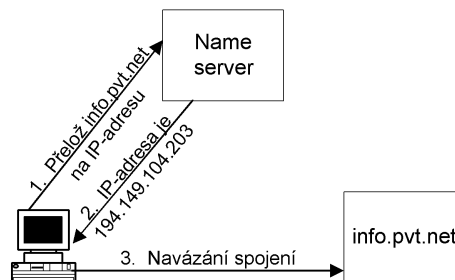 Name
server
1. Přelož info.pvt.net
na IP-adresu
2. IP-adresa je
194.149.104.203
3. Navázání spojení
info.pvt.net